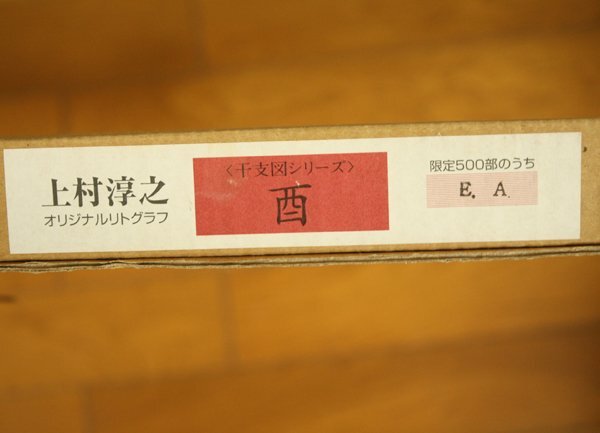 上村淳之
オリジナルリトグラフ
〈干支図シリーズ〉
酉
限定500部のうち
E. A.